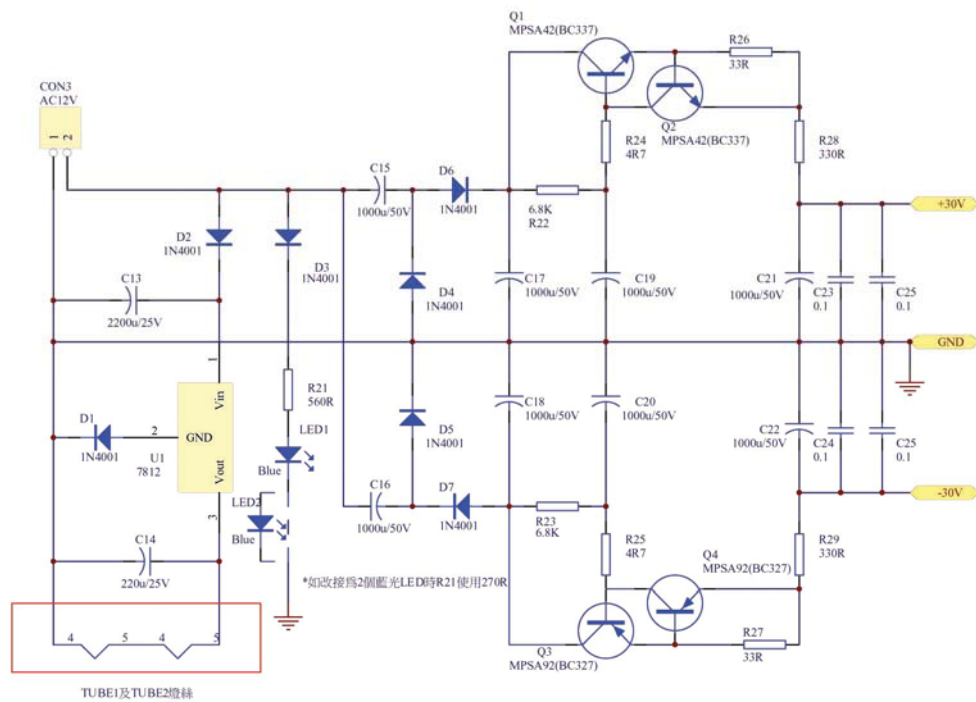 Q1
MPSA42(BC337)
R26
33R
CON3
AC12V
1
2
Q2
MPSA42(BC337)
R24
4R7
R28
330R
C15
1000u/50V
D6
1N4001
6.8K
R22
+30V
D2
1N4001
D3
1N4001
D4
1N4001
C13
2200u/25V
C17
1000u/50V
C19
1000u/50V
C21
1000u/50V
C23
0.1
C25
0.1
GND
1
Vin
GND
Vout
2
3
U1
7812
D1
1N4001
R21
560R
LED1
Blue
LED2
Blue
D5
1N4001
C18
1000u/50V
C20
1000u/50V
C22
1000u/50V
C24
0.1
C25
0.1
C16
1000u/50V
D7
1N4001
R23
6.8K
-30V
C14
220u/25V
R25
4R7
Q4
MPSA92(BC327)
R29
330R
*如改接爲2個藍光LED時R21使用270R
4
5
4
5
Q3
MPSA92(BC327)
R27
33R
TUBE1及TUBE2燈絲